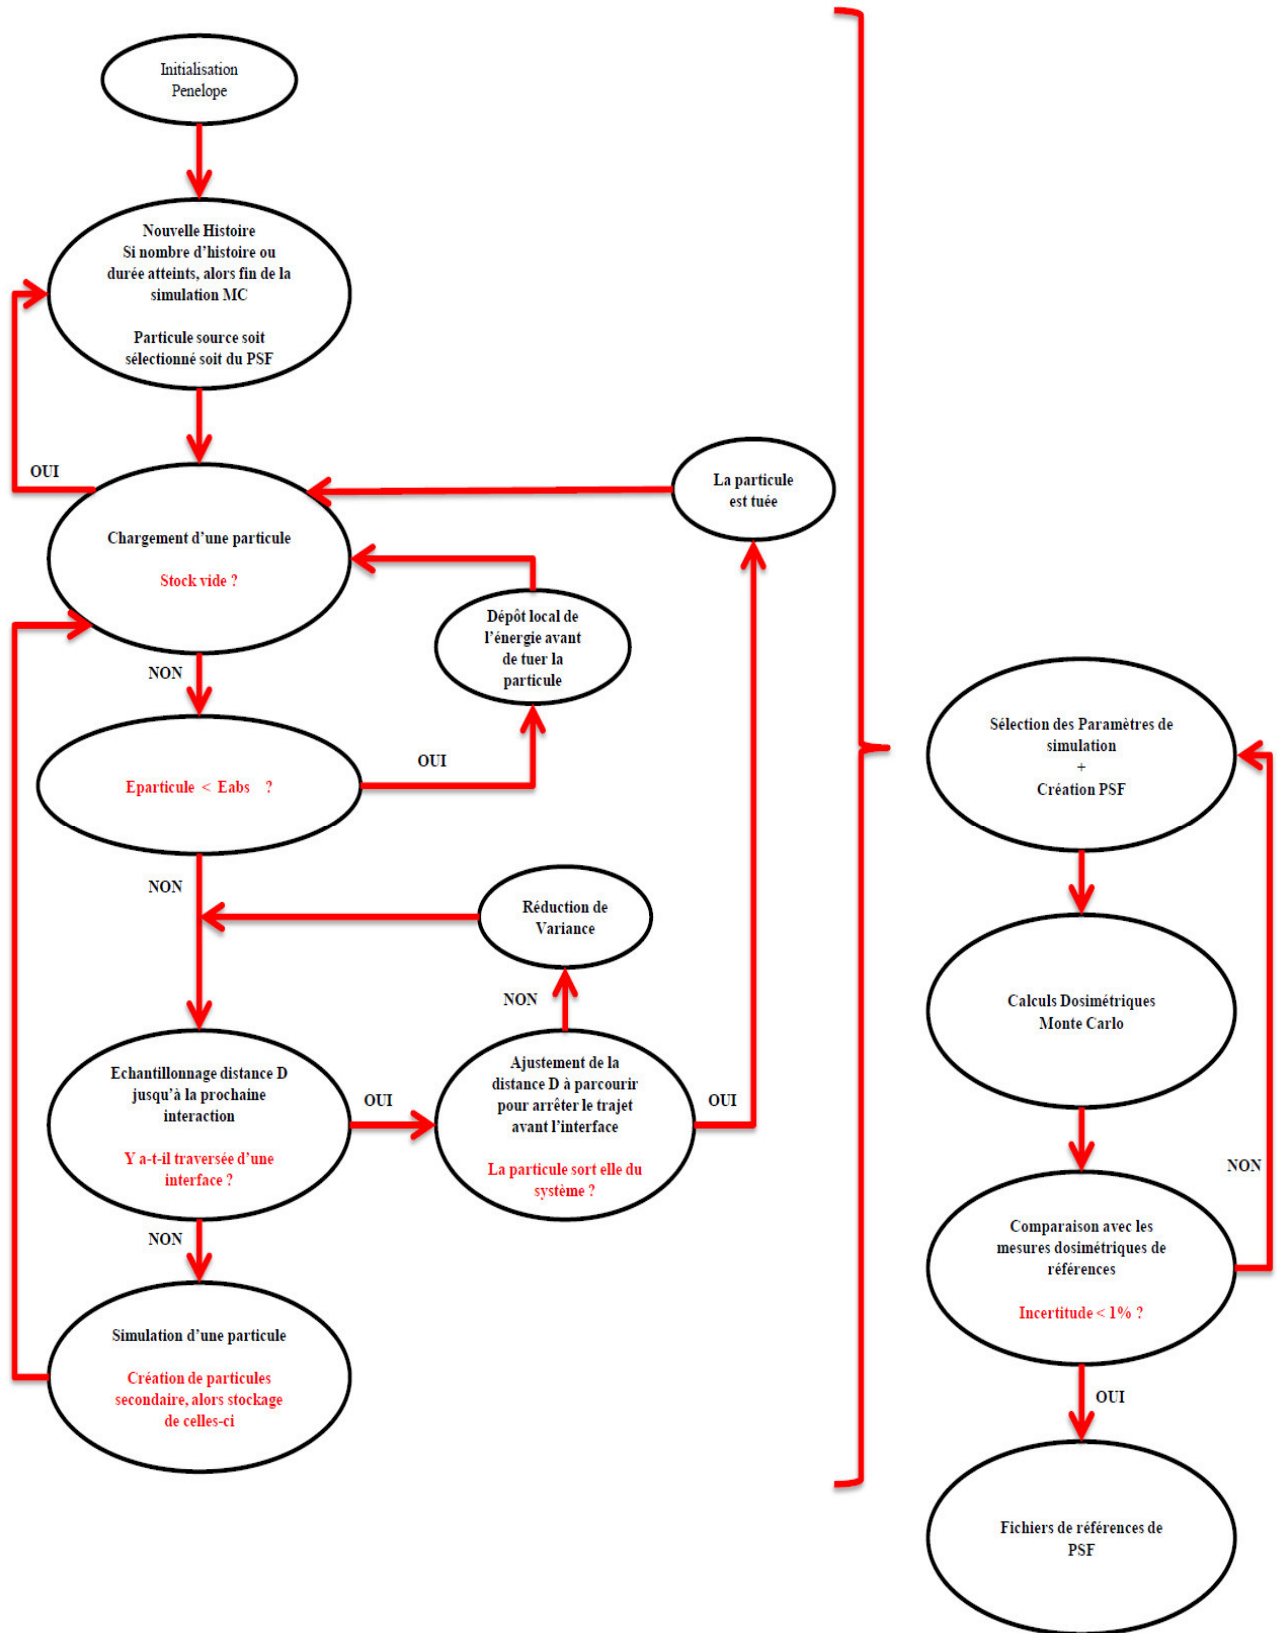 Initialisation
Penelope
Nouvelle Histoire
Si nombre d'histoire ou
durée atteints, alors fin de la
simulation MC
Particule source soit
sélectionné soit du PSF
OUI
Chargement d'une particule
Stock vide ?
La particule
est tuée
Dépôt local de
l'énergie avant
de tuer la
particule
NON
Eparticule < Eabs ?
OUI
NON
Réduction de
Variance
NON
Echantillonnage distance D
jusqu'à la prochaine
interaction
Y a-t-il traversée d'une
interface ?
OUI
Ajustement de la
distance D à parcourir
pour arrêter le trajet
avant l'interface
La particule sort elle du
système ?
OUI
NON
Simulation d'une particule
Création de particules
secondaire, alors stockage
de celles-ci
Sélection des Paramètres de
simulation
+
Création PSF
Calculs Dosimétriques
Monte Carlo
NON
Comparaison avec les
mesures dosimétriques de
références
Incertitude < 1% ?
OUI
Fichiers de références de
PSF